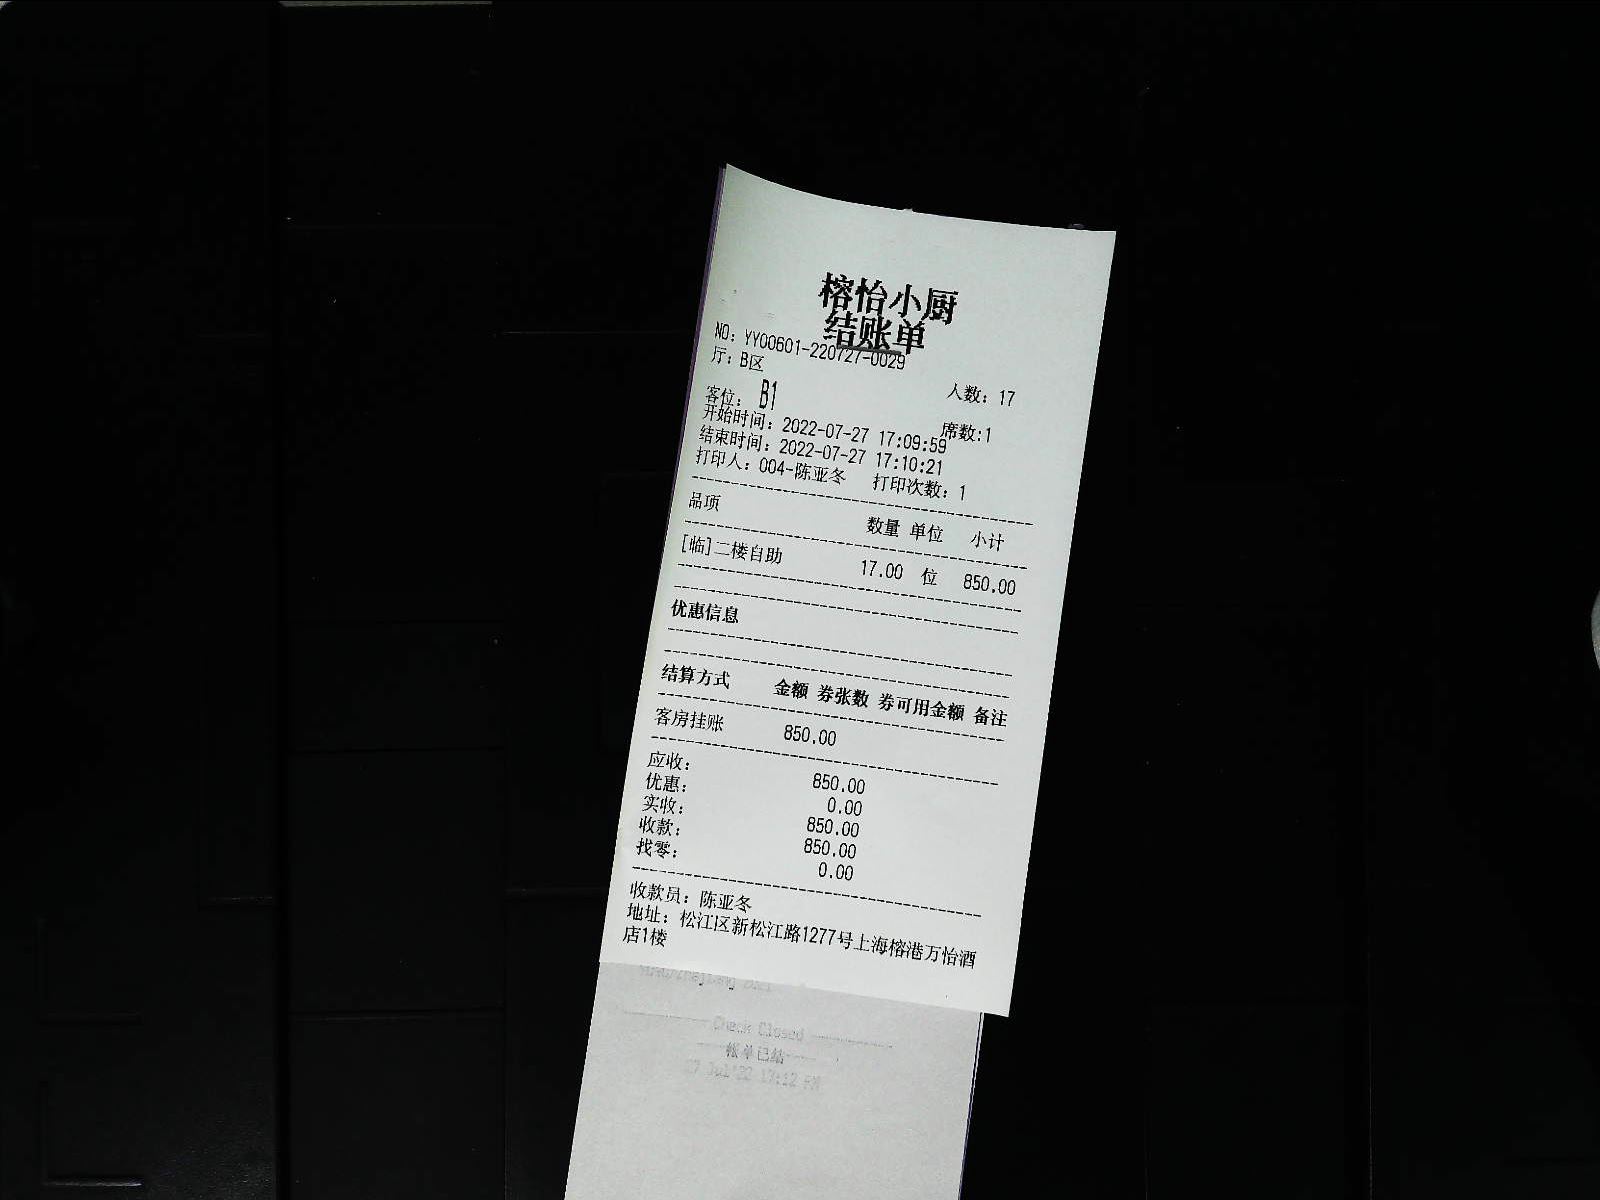 榕怡小厨
结账单
NO: YY00601-220727-0029
厅: B区
人数: 17
客位: B1
席数:1
开始时间: 2022-07-27 17:09:59
结束时间: 2022-07-27 17:10:21
打印人: 004-陈亚冬 打印次数: 1
品项 数量 单位 小计
[临]二楼自助 17.00 位 850.00
优惠信息
结算方式 金额 券张数 券可用金额 备注
客房挂账 850.00
应收: 850.00
优惠: 0.00
实收: 850.00
收款: 850.00
找零: 0.00
收款员: 陈亚冬
地址: 松江区新松江路1277号上海榕港万怡酒
店1楼
Check Closed
帐单已结
27 Jul'22 17:12 PM